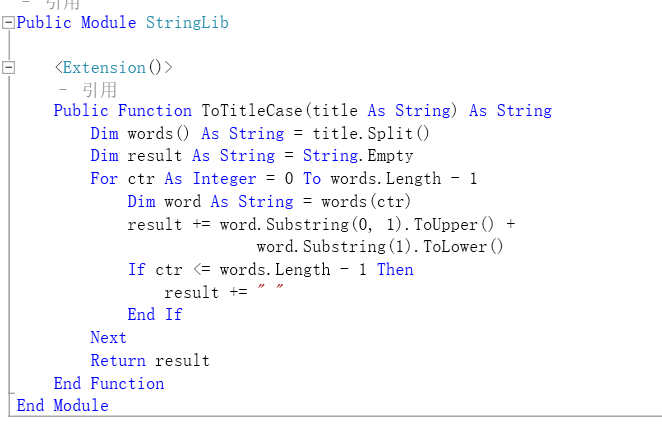 - 引用
Public Module StringLib
<Extension()>
- 引用
Public Function ToTitleCase(title As String) As String
Dim words() As String = title.Split()
Dim result As String = String.Empty
For ctr As Integer = 0 To words.Length - 1
Dim word As String = words(ctr)
result += word.Substring(0, 1).ToUpper() +
word.Substring(1).ToLower()
If ctr <= words.Length - 1 Then
result += " "
End If
Next
Return result
End Function
End Module